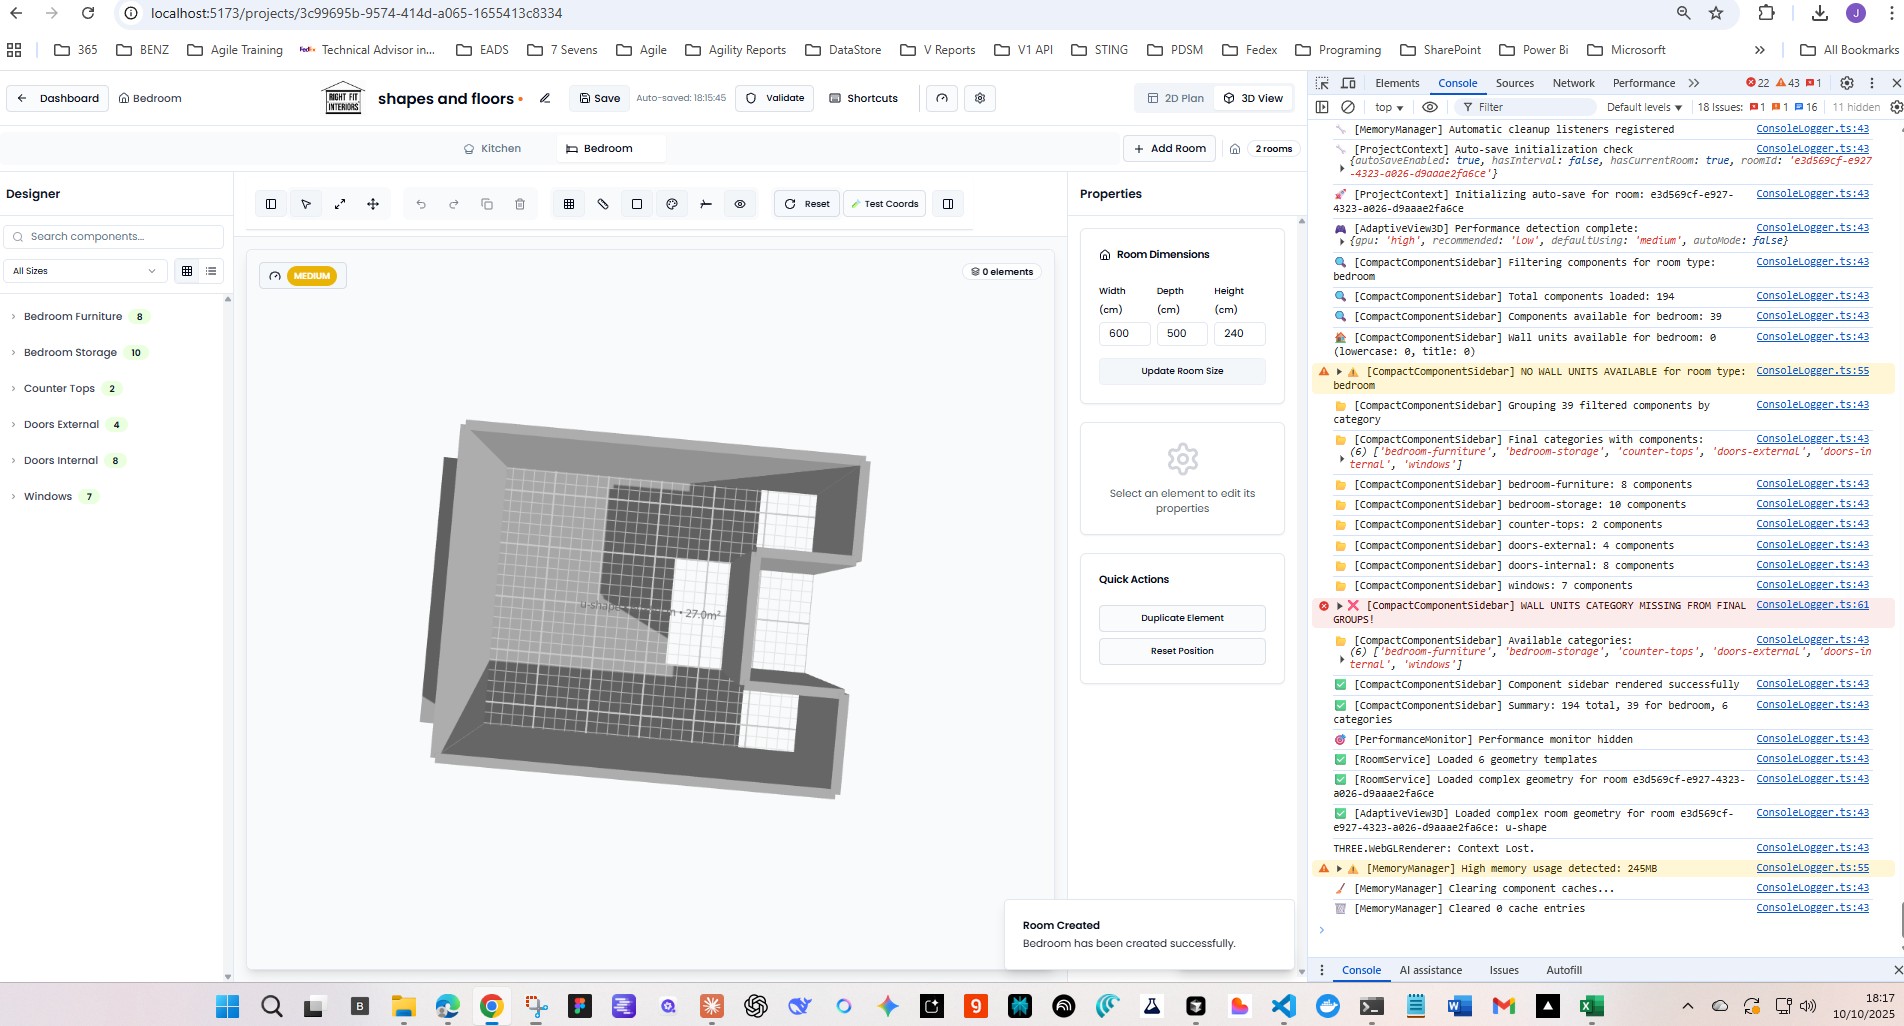 localhost:5173/projects/3c99695b-9574-414d-a065-1655413c8334
365
BENZ
Agile Training
FedEx
Technical Advisor in...
EADS
7 Sevens
Agile
Agility Reports
DataStore
V Reports
V1 API
STING
PDSM
Fedex
Programing
SharePoint
Power Bi
Microsorft
»
All Bookmarks
J
Dashboard
Bedroom
RIGHT FIT
INTERIORS
shapes and floors •
Save
Auto-saved: 18:15:45
Validate
Shortcuts
2D Plan
3D View
Kitchen
Bedroom
Add Room
2 rooms
Designer
Search components...
All Sizes
Bedroom Furniture 8
Bedroom Storage 10
Counter Tops 2
Doors External 4
Doors Internal 8
Windows 7
Reset
Test Coords
MEDIUM
0 elements
• 27.0m²
Properties
Room Dimensions
Width (cm)
Depth (cm)
Height (cm)
600
500
240
Update Room Size
Select an element to edit its
properties
Quick Actions
Duplicate Element
Reset Position
Room Created
Bedroom has been created successfully.
Elements
Console
Sources
Network
Performance
»
22
43
1
top
Filter
Default levels
18 Issues: 1 1 16
11 hidden
[MemoryManager] Automatic cleanup listeners registered ConsoleLogger.ts:43
[ProjectContext] Auto-save initialization check ConsoleLogger.ts:43
{autoSaveEnabled: true, hasInterval: false, hasCurrentRoom: true, roomId: 'e3d569cf-e927
-4323-a026-d9aaae2fa6ce'}
[ProjectContext] Initializing auto-save for room: e3d569cf-e927- ConsoleLogger.ts:43
4323-a026-d9aaae2fa6ce
[AdaptiveView3D] Performance detection complete: ConsoleLogger.ts:43
{gpu: 'high', recommended: 'low', defaultUsing: 'medium', autoMode: false}
[CompactComponentSidebar] Filtering components for room type: ConsoleLogger.ts:43
bedroom
[CompactComponentSidebar] Total components loaded: 194 ConsoleLogger.ts:43
[CompactComponentSidebar] Components available for bedroom: 39 ConsoleLogger.ts:43
[CompactComponentSidebar] Wall units available for bedroom: 0 ConsoleLogger.ts:43
(lowercase: 0, title: 0)
[CompactComponentSidebar] NO WALL UNITS AVAILABLE for room type: ConsoleLogger.ts:55
bedroom
[CompactComponentSidebar] Grouping 39 filtered components by ConsoleLogger.ts:43
category
[CompactComponentSidebar] Final categories with components: ConsoleLogger.ts:43
(6) ['bedroom-furniture', 'bedroom-storage', 'counter-tops', 'doors-external', 'doors-in
ternal', 'windows']
bedroom-furniture: 8 components ConsoleLogger.ts:43
bedroom-storage: 10 components ConsoleLogger.ts:43
counter-tops: 2 components ConsoleLogger.ts:43
doors-external: 4 components ConsoleLogger.ts:43
doors-internal: 8 components ConsoleLogger.ts:43
windows: 7 components ConsoleLogger.ts:43
[CompactComponentSidebar] WALL UNITS CATEGORY MISSING FROM FINAL ConsoleLogger.ts:61
GROUPS!
[CompactComponentSidebar] Available categories: ConsoleLogger.ts:43
(6) ['bedroom-furniture', 'bedroom-storage', 'counter-tops', 'doors-external', 'doors-in
ternal', 'windows']
[CompactComponentSidebar] Component sidebar rendered successfully ConsoleLogger.ts:43
[CompactComponentSidebar] Summary: 194 total, 39 for bedroom, 6 ConsoleLogger.ts:43
categories
[PerformanceMonitor] Performance monitor hidden ConsoleLogger.ts:43
[RoomService] Loaded 6 geometry templates ConsoleLogger.ts:43
[RoomService] Loaded complex geometry for room e3d569cf-e927-4323- ConsoleLogger.ts:43
a026-d9aaae2fa6ce
[AdaptiveView3D] Loaded complex room geometry for room e3d569cf- ConsoleLogger.ts:43
e927-4323-a026-d9aaae2fa6ce: u-shape
THREE.WebGLRenderer: Context Lost. ConsoleLogger.ts:43
[MemoryManager] High memory usage detected: 245MB ConsoleLogger.ts:55
[MemoryManager] Clearing component caches... ConsoleLogger.ts:43
[MemoryManager] Cleared 0 cache entries ConsoleLogger.ts:43
Console
AI assistance
Issues
Autofill
18:17
10/10/2025